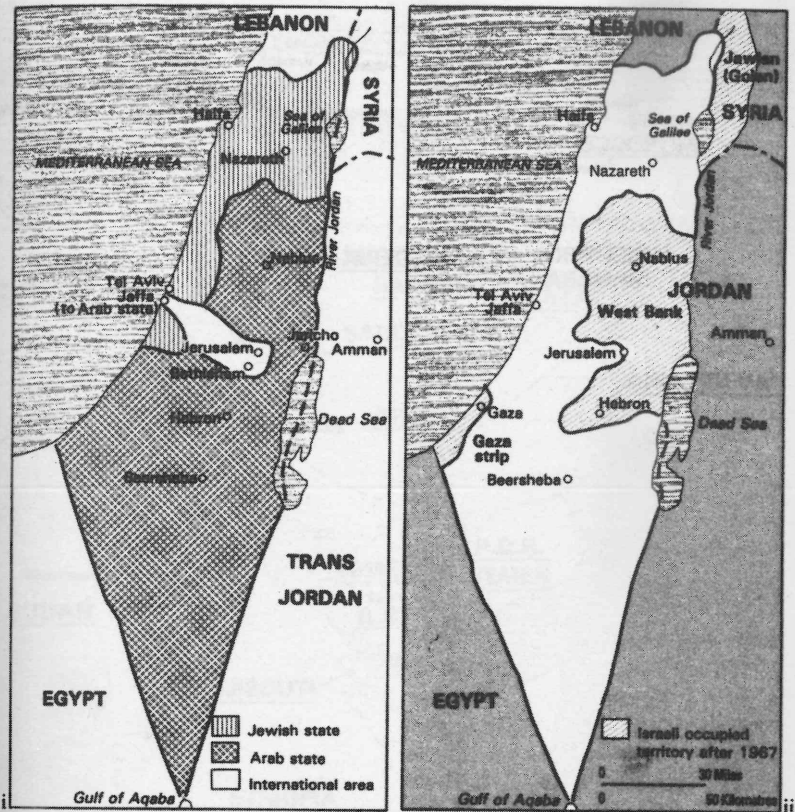 LEBANON
SYRIA
Haifa
Sea of
Galilee
MEDITERRANEAN SEA
Nazareth
River Jordan
Nablus
Tel Aviv
Jaffa
(to Arab state)
Jericho
Jerusalem
Amman
Bethlehem
Hebron
Dead Sea
Beersheba
TRANS
JORDAN
EGYPT
Jewish state
Arab state
International area
Gulf of Aqaba
i
LEBANON
Jawlan
(Golan)
SYRIA
Haifa
Sea of
Galilee
MEDITERRANEAN SEA
Nazareth
River Jordan
Nablus
JORDAN
Tel Aviv
Jaffa
West Bank
Amman
Jerusalem
Gaza
Hebron
Dead Sea
Gaza
strip
Beersheba
EGYPT
Israeli occupied
territory after 1967
0 30 Miles
0 50 Kilometres
Gulf of Aqaba
ii